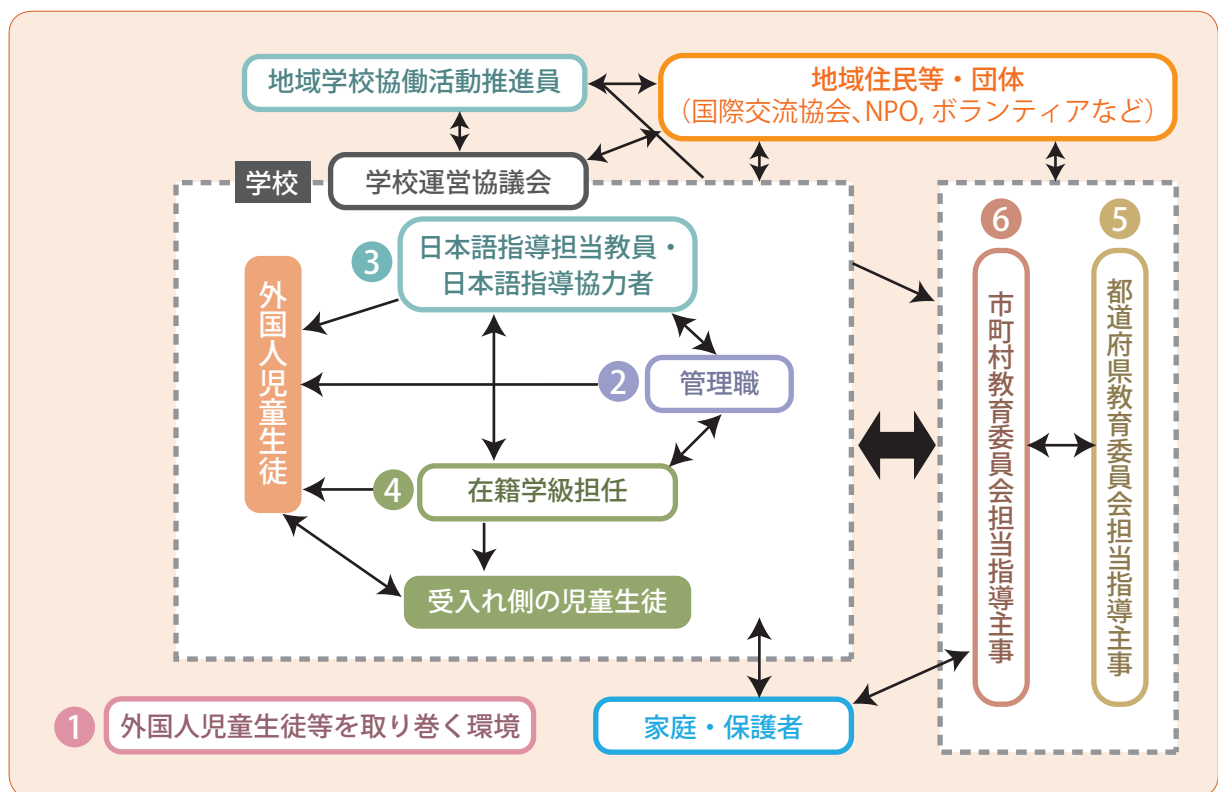 地域学校協働活動推進員
地域住民等・団体
（国際交流協会、NPO, ボランティアなど）
学校
学校運営協議会
3
日本語指導担当教員・
日本語指導協力者
外国人児童生徒
2
管理職
4
在籍学級担任
受入れ側の児童生徒
6
市町村教育委員会担当指導主事
5
都道府県教育委員会担当指導主事
1
外国人児童生徒等を取り巻く環境
家庭・保護者